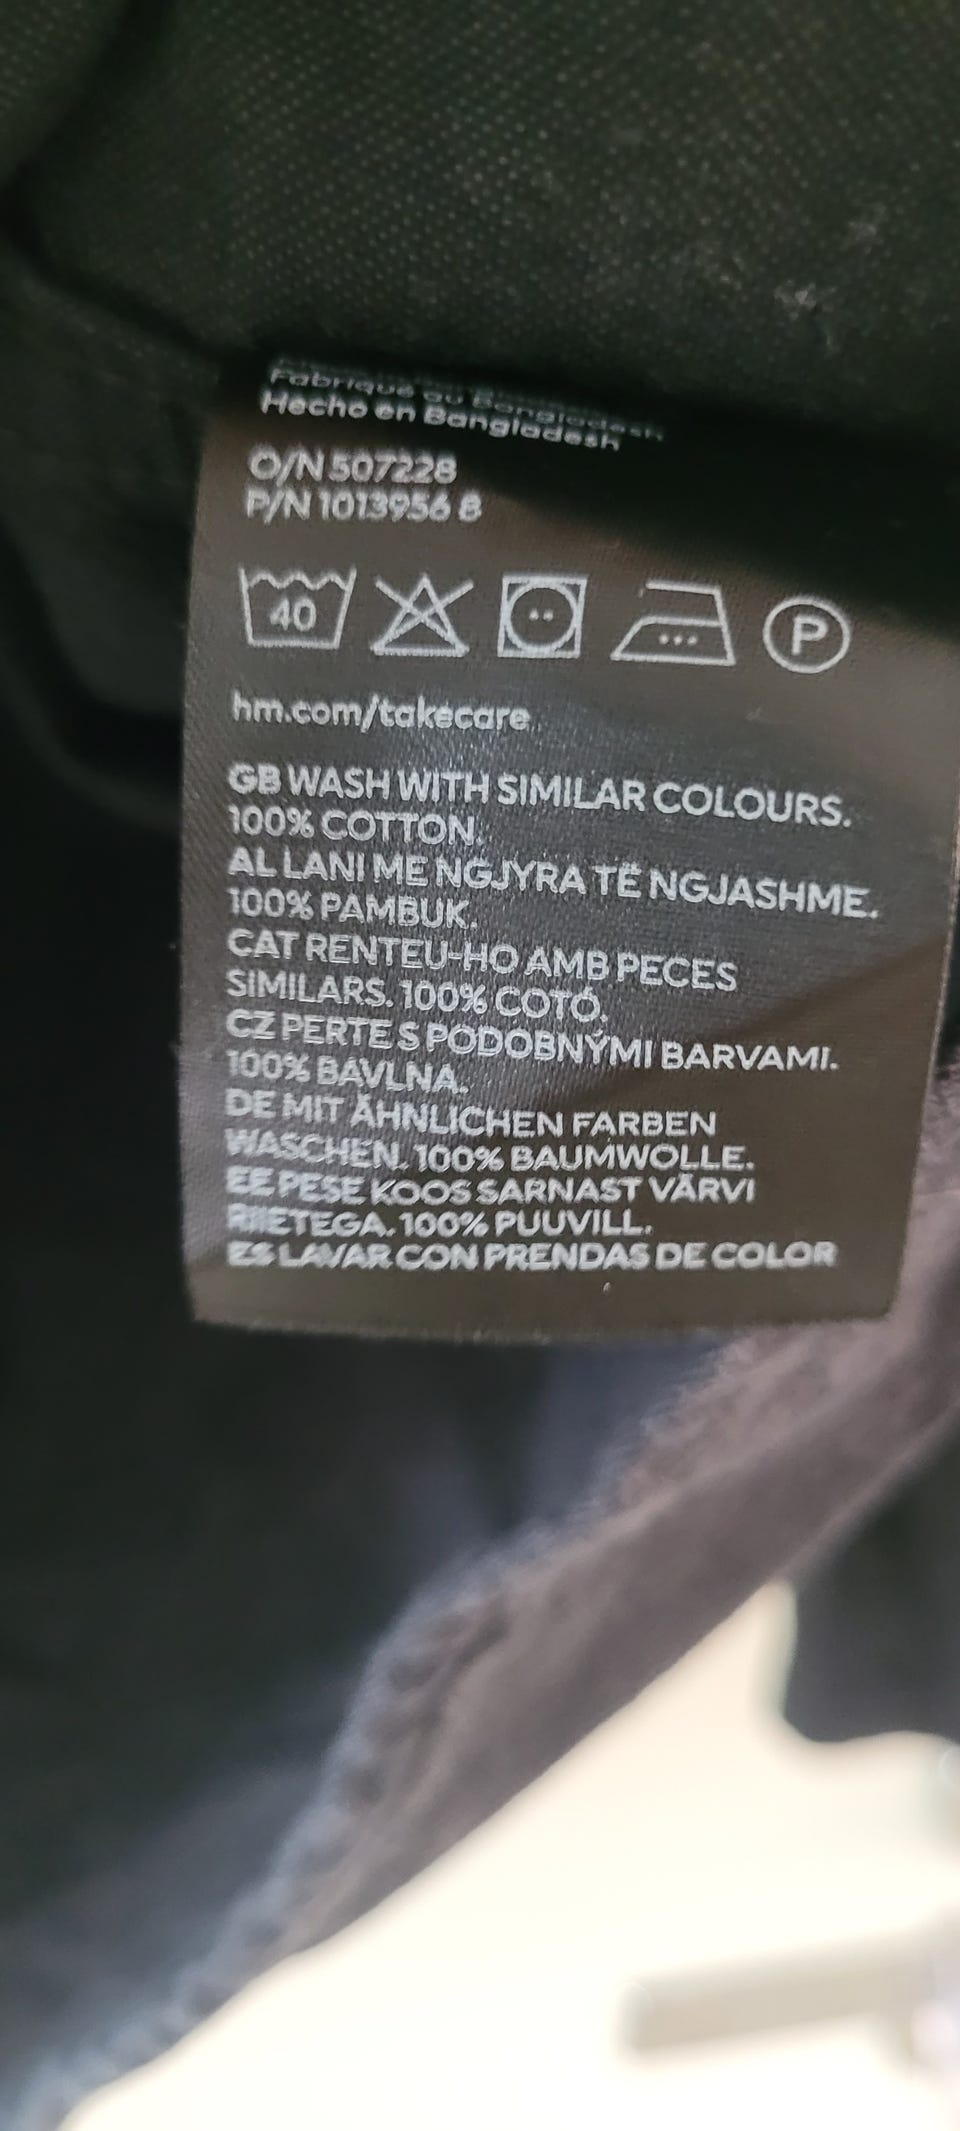 Fabriqué au Bangladesh
Hecho en Bangladesh
O/N 507228
P/N 1013956 8
40
P
hm.com/takecare
GB WASH WITH SIMILAR COLOURS.
100% COTTON.
AL LANI ME NGJYRA TË NGJASHME.
100% PAMBUK.
CAT RENTEU-HO AMB PECES
SIMILARS. 100% COTÓ.
CZ PERTE S PODOBNÝMI BARVAMI.
100% BAVLNA.
DE MIT ÄHNLICHEN FARBEN
WASCHEN. 100% BAUMWOLLE.
EE PESE KOOS SARNAST VÄRVI
RIIETEGA. 100% PUUVILL.
ES LAVAR CON PRENDAS DE COLOR